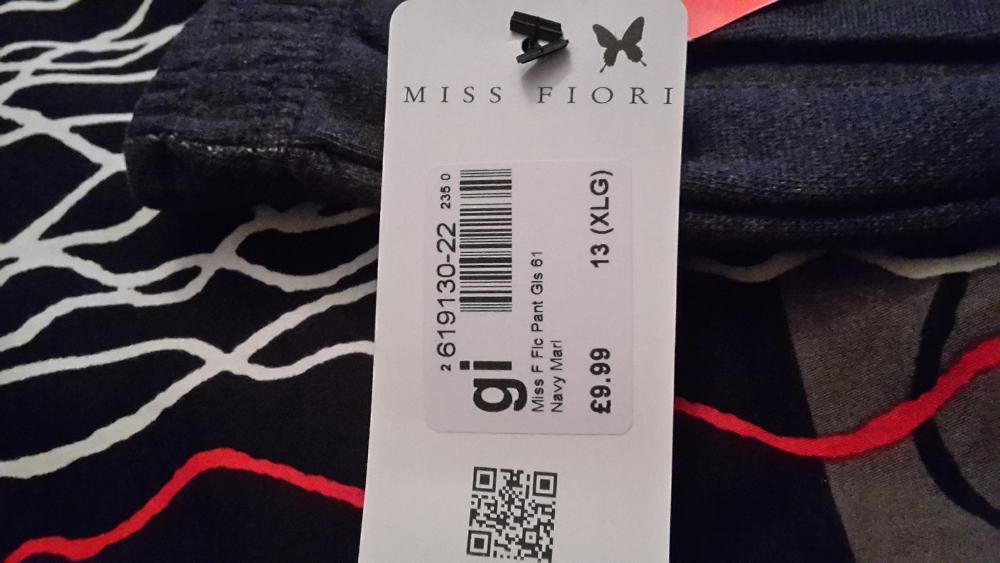 MISS FIORI
2 619130-22 235 0
gi
Miss F Flc Pant Gls 61
Navy Marl
£9.99 13 (XLG)